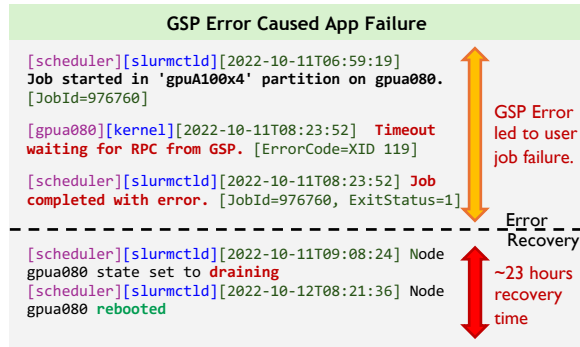 GSP Error Caused App Failure
[scheduler][slurmctld][2022-10-11T06:59:19]
Job started in 'gpuA100x4' partition on gpua080.
[JobId=976760]
[gpua080][kernel][2022-10-11T08:23:52] Timeout
waiting for RPC from GSP. [ErrorCode=XID 119]
[scheduler][slurmctld][2022-10-11T08:23:52] Job
completed with error. [JobId=976760, ExitStatus=1]
GSP Error
led to user
job failure.
Error
Recovery
[scheduler][slurmctld][2022-10-11T09:08:24] Node
gpua080 state set to draining
[scheduler][slurmctld][2022-10-12T08:21:36] Node
gpua080 rebooted
~23 hours
recovery
time